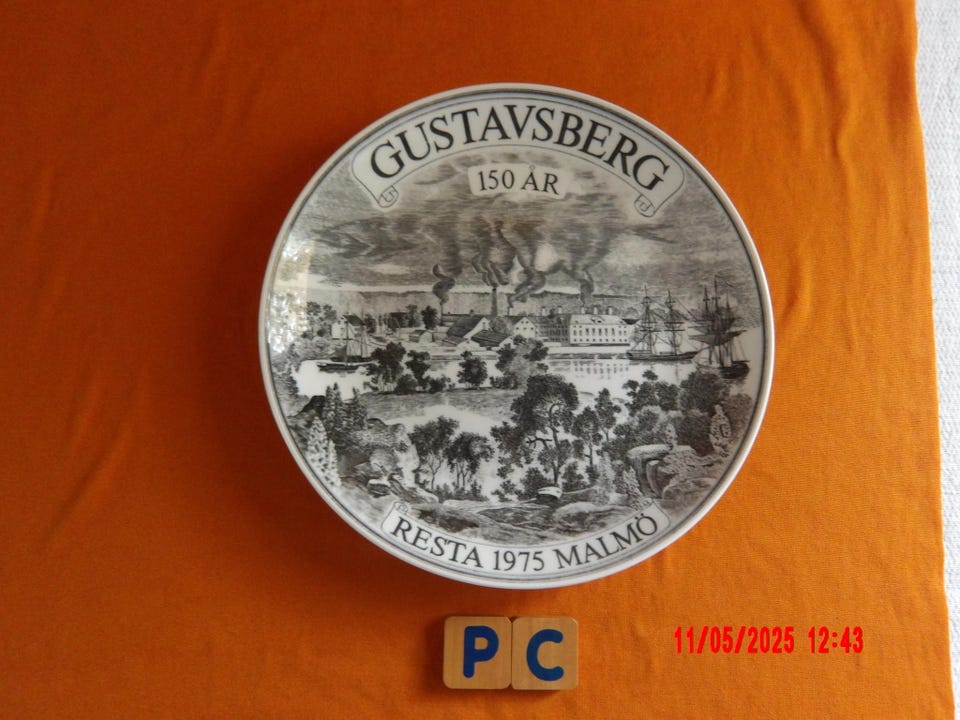 GUSTAVSBERG
150 ÅR
RESTA 1975 MALMÖ
P C
11/05/2025 12:43